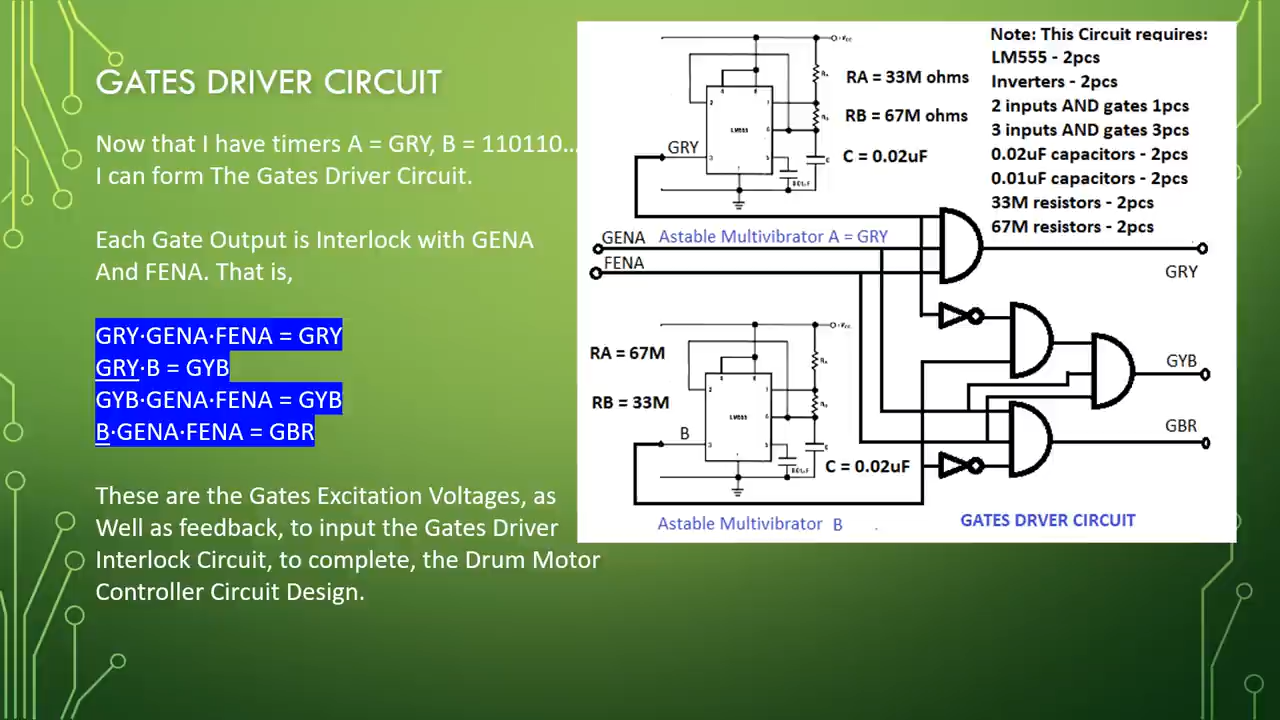 GATES DRIVER CIRCUIT
Now that I have timers A = GRY, B = 110110...
I can form The Gates Driver Circuit.
Each Gate Output is Interlock with GENA
And FENA. That is,
GRY·GENA·FENA = GRY
GRY·B = GYB
GYB·GENA·FENA = GYB
B·GENA·FENA = GBR
These are the Gates Excitation Voltages, as
Well as feedback, to input the Gates Driver
Interlock Circuit, to complete, the Drum Motor
Controller Circuit Design.
Note: This Circuit requires:
LM555 - 2pcs
Inverters - 2pcs
2 inputs AND gates 1pcs
3 inputs AND gates 3pcs
0.02uF capacitors - 2pcs
0.01uF capacitors - 2pcs
33M resistors - 2pcs
67M resistors - 2pcs
RA = 33M ohms
RB = 67M ohms
C = 0.02uF
GRY
GENA
Astable Multivibrator A = GRY
FENA
GRY
RA = 67M
RB = 33M
B
C = 0.02uF
GYB
GBR
Astable Multivibrator B
GATES DRVER CIRCUIT